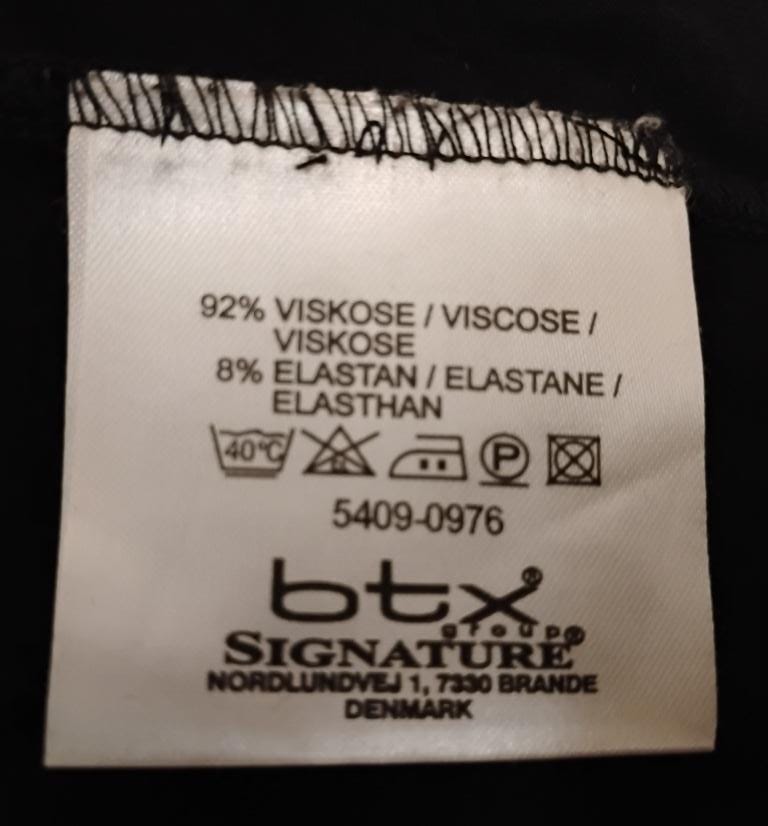 92% VISKOSE / VISCOSE /
VISKOSE
8% ELASTAN / ELASTANE /
ELASTHAN
40°C P
5409-0976
btx®
group®
SIGNATURE
NORDLUNDVEJ 1, 7330 BRANDE
DENMARK